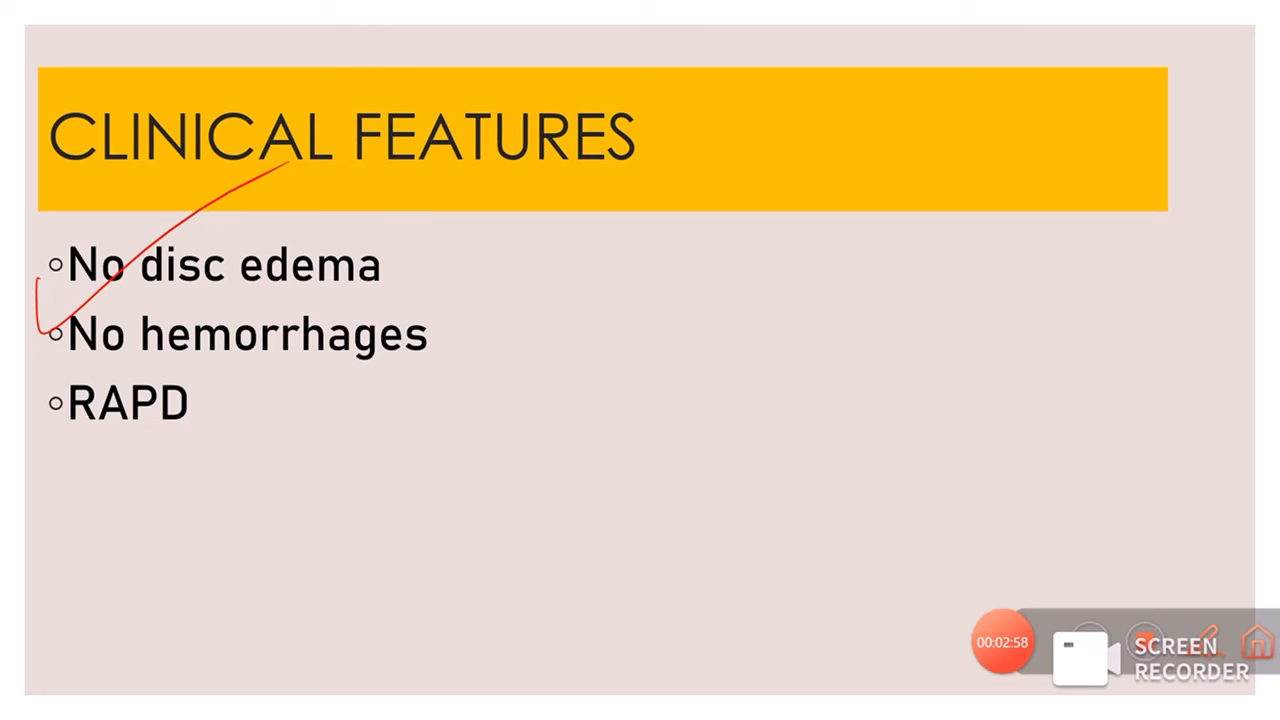 CLINICAL FEATURES
No disc edema
No hemorrhages
RAPD
00:02:58
SCREEN
RECORDER